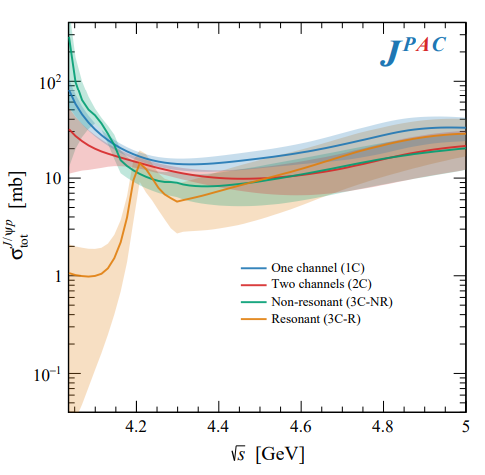 JPAC
10²
10
1
10⁻¹
σ_tot^{J/ψp} [mb]
One channel (1C)
Two channels (2C)
Non-resonant (3C-NR)
Resonant (3C-R)
4.2 4.4 4.6 4.8 5
√s [GeV]